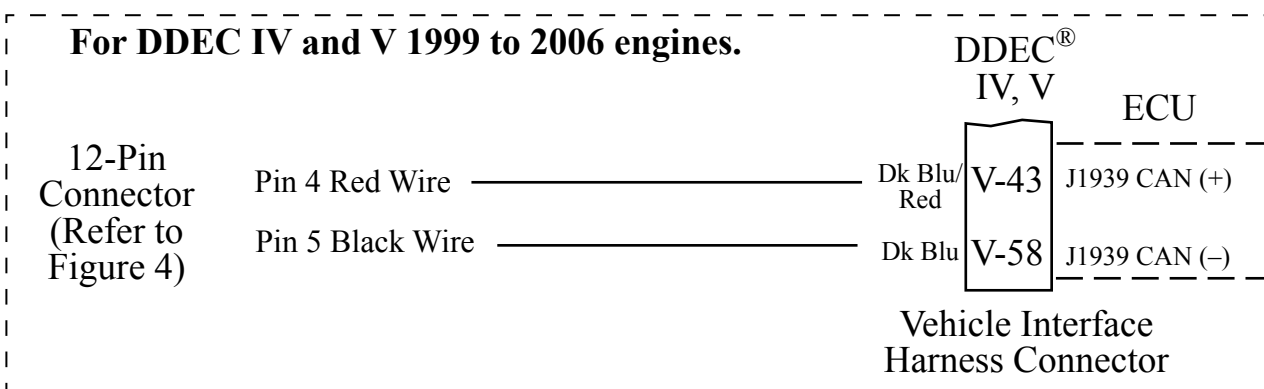 For DDEC IV and V 1999 to 2006 engines.
DDEC®
IV, V
ECU
12-Pin
Connector
(Refer to
Figure 4)
Pin 4 Red Wire
Dk Blu/
Red
V-43
J1939 CAN (+)
Pin 5 Black Wire
Dk Blu
V-58
J1939 CAN (–)
Vehicle Interface
Harness Connector